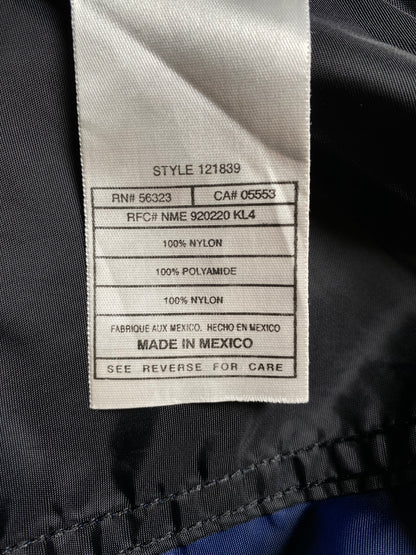 STYLE 121839
RN# 56323 CA# 05553
RFC# NME 920220 KL4
100% NYLON
100% POLYAMIDE
100% NYLON
FABRIQUE AUX MEXICO. HECHO EN MEXICO
MADE IN MEXICO
SEE REVERSE FOR CARE